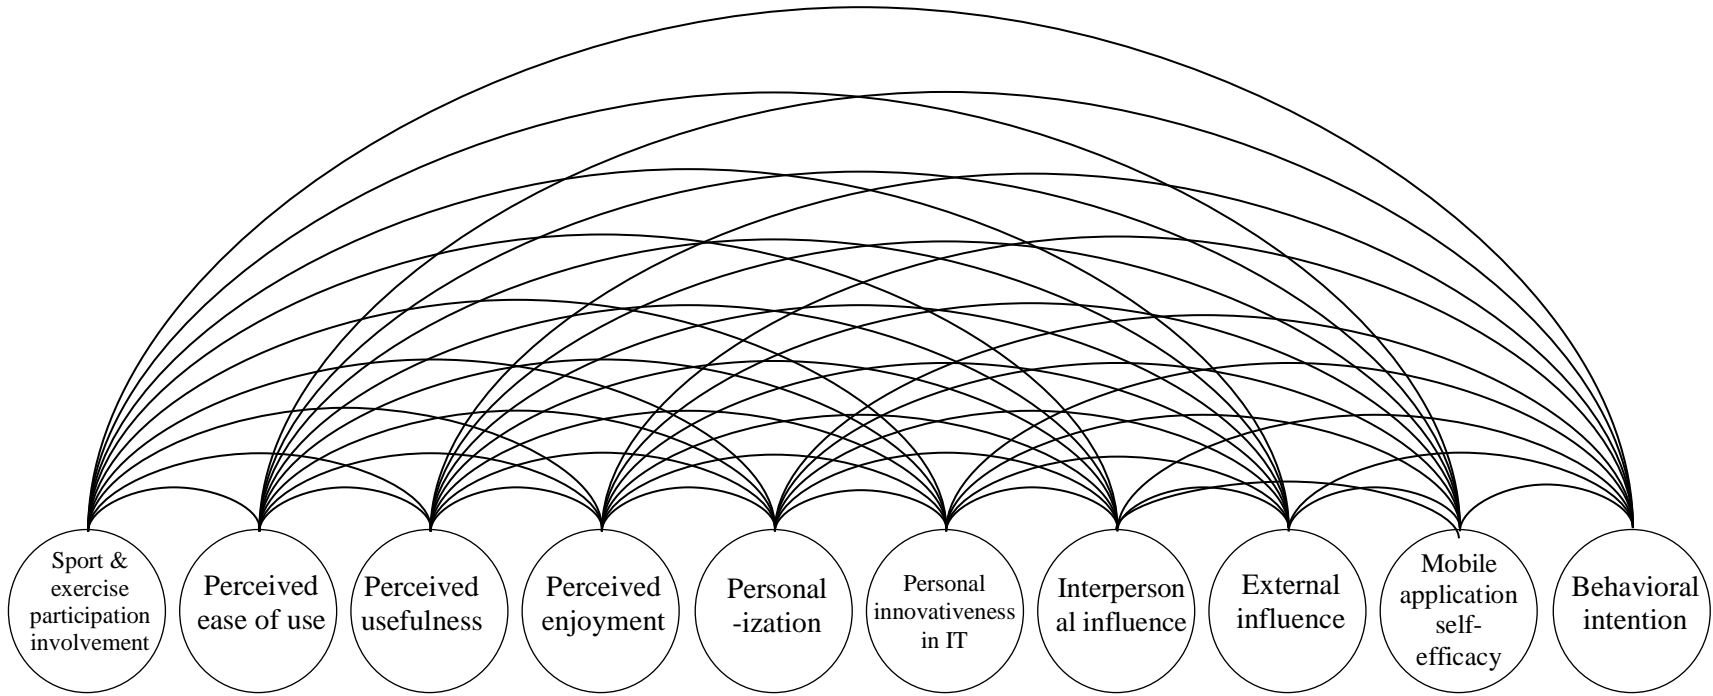 Sport &
exercise
participation
involvement
Perceived
ease of use
Perceived
usefulness
Perceived
enjoyment
Personal
-ization
Personal
innovativeness
in IT
Interperson
al influence
External
influence
Mobile
application
self-
efficacy
Behavioral
intention